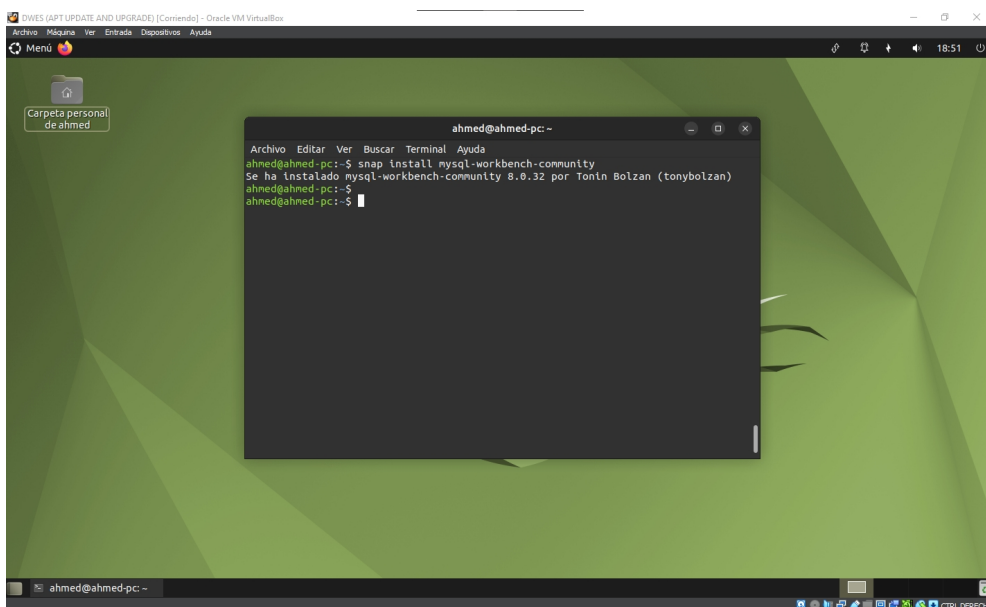 DWES (APT UPDATE AND UPGRADE) [Corriendo] - Oracle VM VirtualBox
Archivo Máquina Ver Entrada Dispositivos Ayuda
Menú 18:51
Carpeta personal
de ahmed
ahmed@ahmed-pc: ~
Archivo Editar Ver Buscar Terminal Ayuda
ahmed@ahmed-pc:~$ snap install mysql-workbench-community
Se ha instalado mysql-workbench-community 8.0.32 por Tonin Bolzan (tonybolzan)
ahmed@ahmed-pc:~$
ahmed@ahmed-pc:~$
ahmed@ahmed-pc: ~
CTRL DERECH